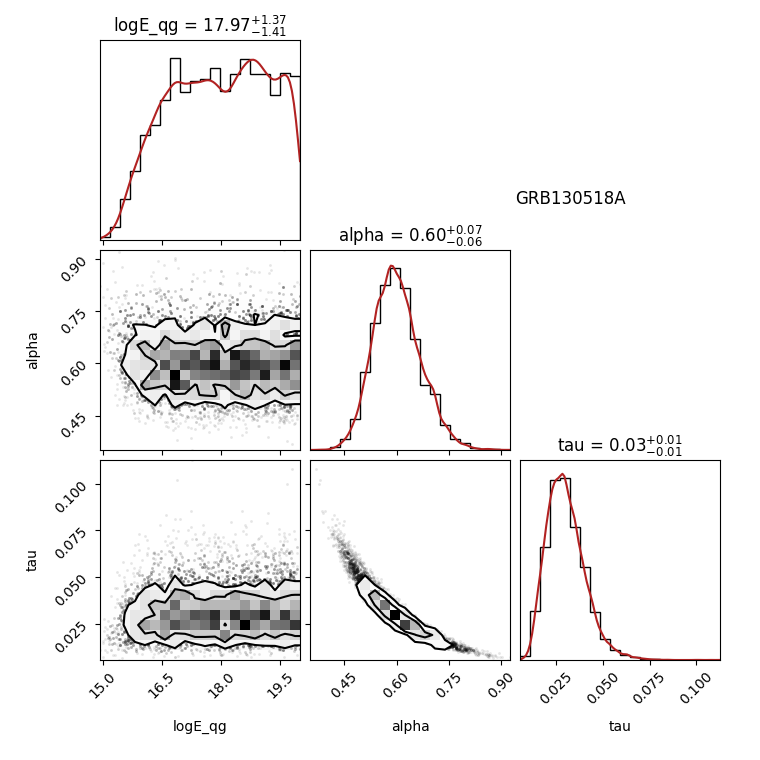 logE_qg = 17.97+1.37 −1.41
GRB130518A
alpha = 0.60+0.07 −0.06
0.90
0.75
0.60
0.45
alpha
tau = 0.03+0.01 −0.01
0.100
0.075
0.050
0.025
tau
15.0 16.5 18.0 19.5
0.45 0.60 0.75 0.90
0.025 0.050 0.075 0.100
logE_qg
alpha
tau